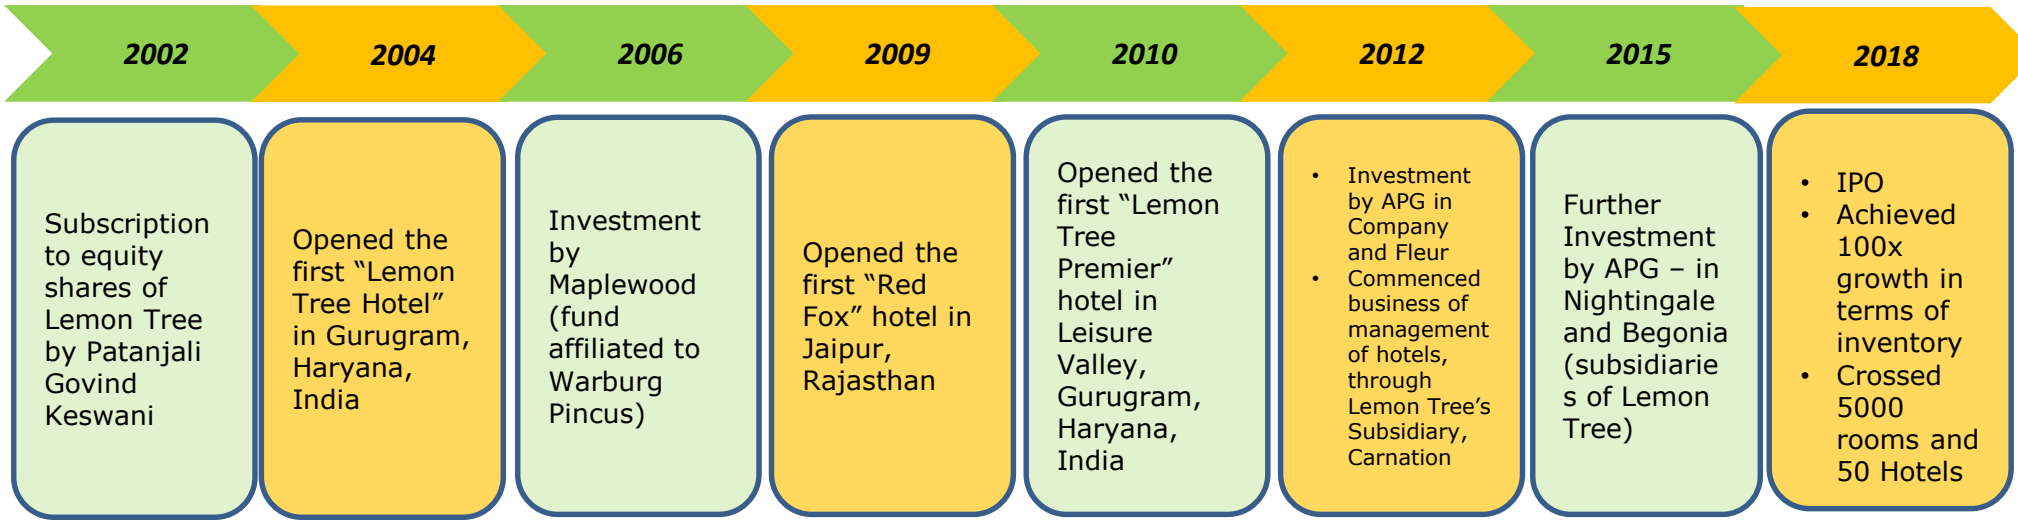 2002
2004
2006
2009
2010
2012
2015
2018
Subscription
to equity
shares of
Lemon Tree
by Patanjali
Govind
Keswani
Opened the
first “Lemon
Tree Hotel”
in Gurugram,
Haryana,
India
Investment
by
Maplewood
(fund
affiliated to
Warburg
Pincus)
Opened the
first “Red
Fox” hotel in
Jaipur,
Rajasthan
Opened the
first “Lemon
Tree
Premier”
hotel in
Leisure
Valley,
Gurugram,
Haryana,
India
• Investment
by APG in
Company
and Fleur
• Commenced
business of
management
of hotels,
through
Lemon Tree’s
Subsidiary,
Carnation
Further
Investment
by APG – in
Nightingale
and Begonia
(subsidiarie
s of Lemon
Tree)
• IPO
• Achieved
100x
growth in
terms of
inventory
• Crossed
5000
rooms and
50 Hotels